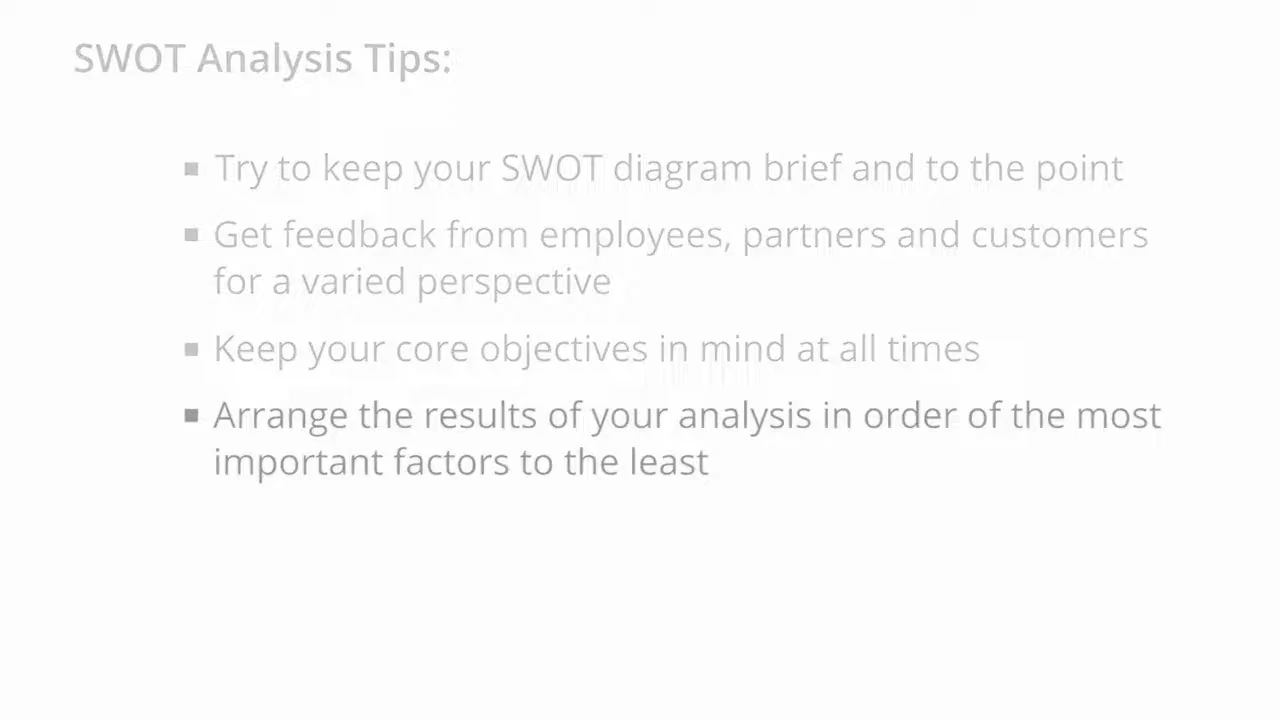 SWOT Analysis Tips:
▪ Try to keep your SWOT diagram brief and to the point
▪ Get feedback from employees, partners and customers
for a varied perspective
▪ Keep your core objectives in mind at all times
▪ Arrange the results of your analysis in order of the most
important factors to the least